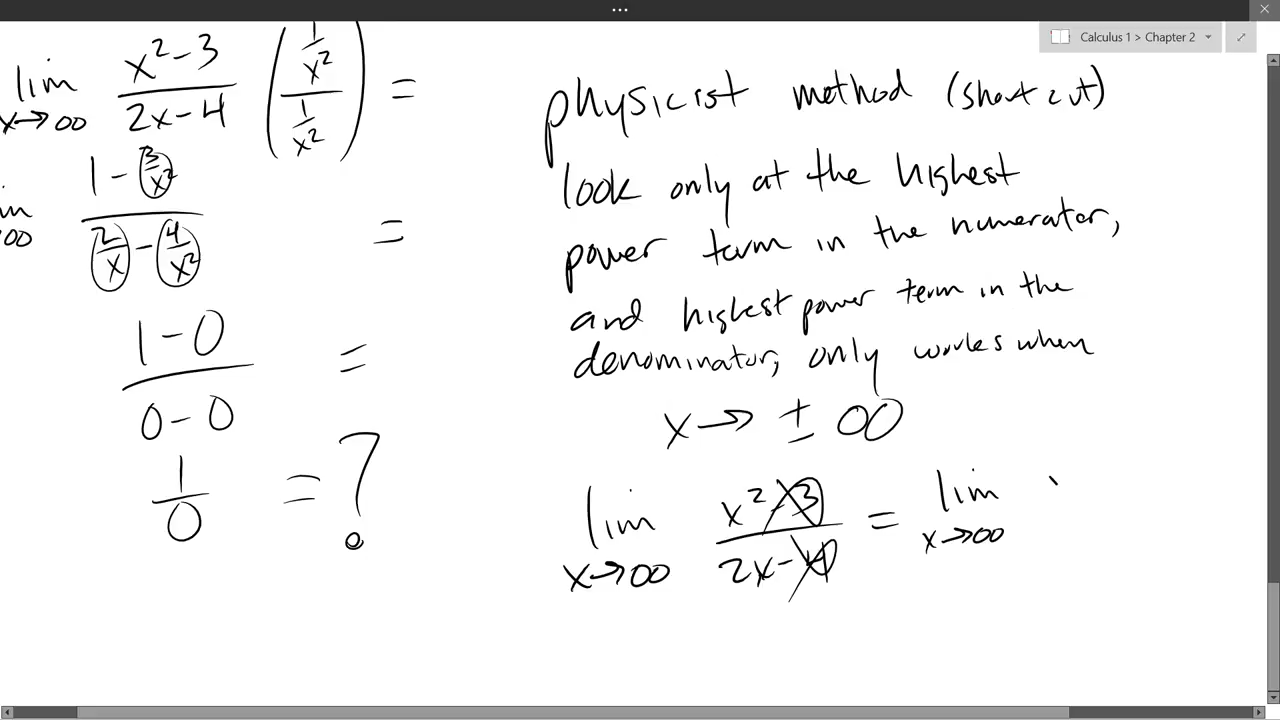 Calculus 1 > Chapter 2
lim x→∞ (x² - 3)/(2x - 4) ((1/x²)/(1/x²)) =
(1 - 3/x²)/(2/x - 4/x²) =
(1 - 0)/(0 - 0) =
1/0 = ?
physicist method (short cut)
look only at the highest
power term in the numerator,
and highest power term in the
denominator, only works when
x → ± ∞
lim x→∞ (x² - 3)/(2x - 4) = lim x→∞